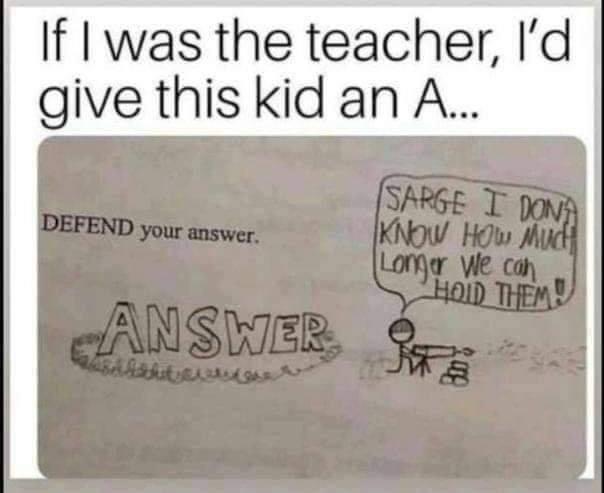 If I was the teacher, I'd
give this kid an A...
DEFEND your answer.
ANSWER
SARGE I DON'T
KNOW HOW MUCH
LONGER WE CAN
HOLD THEM!